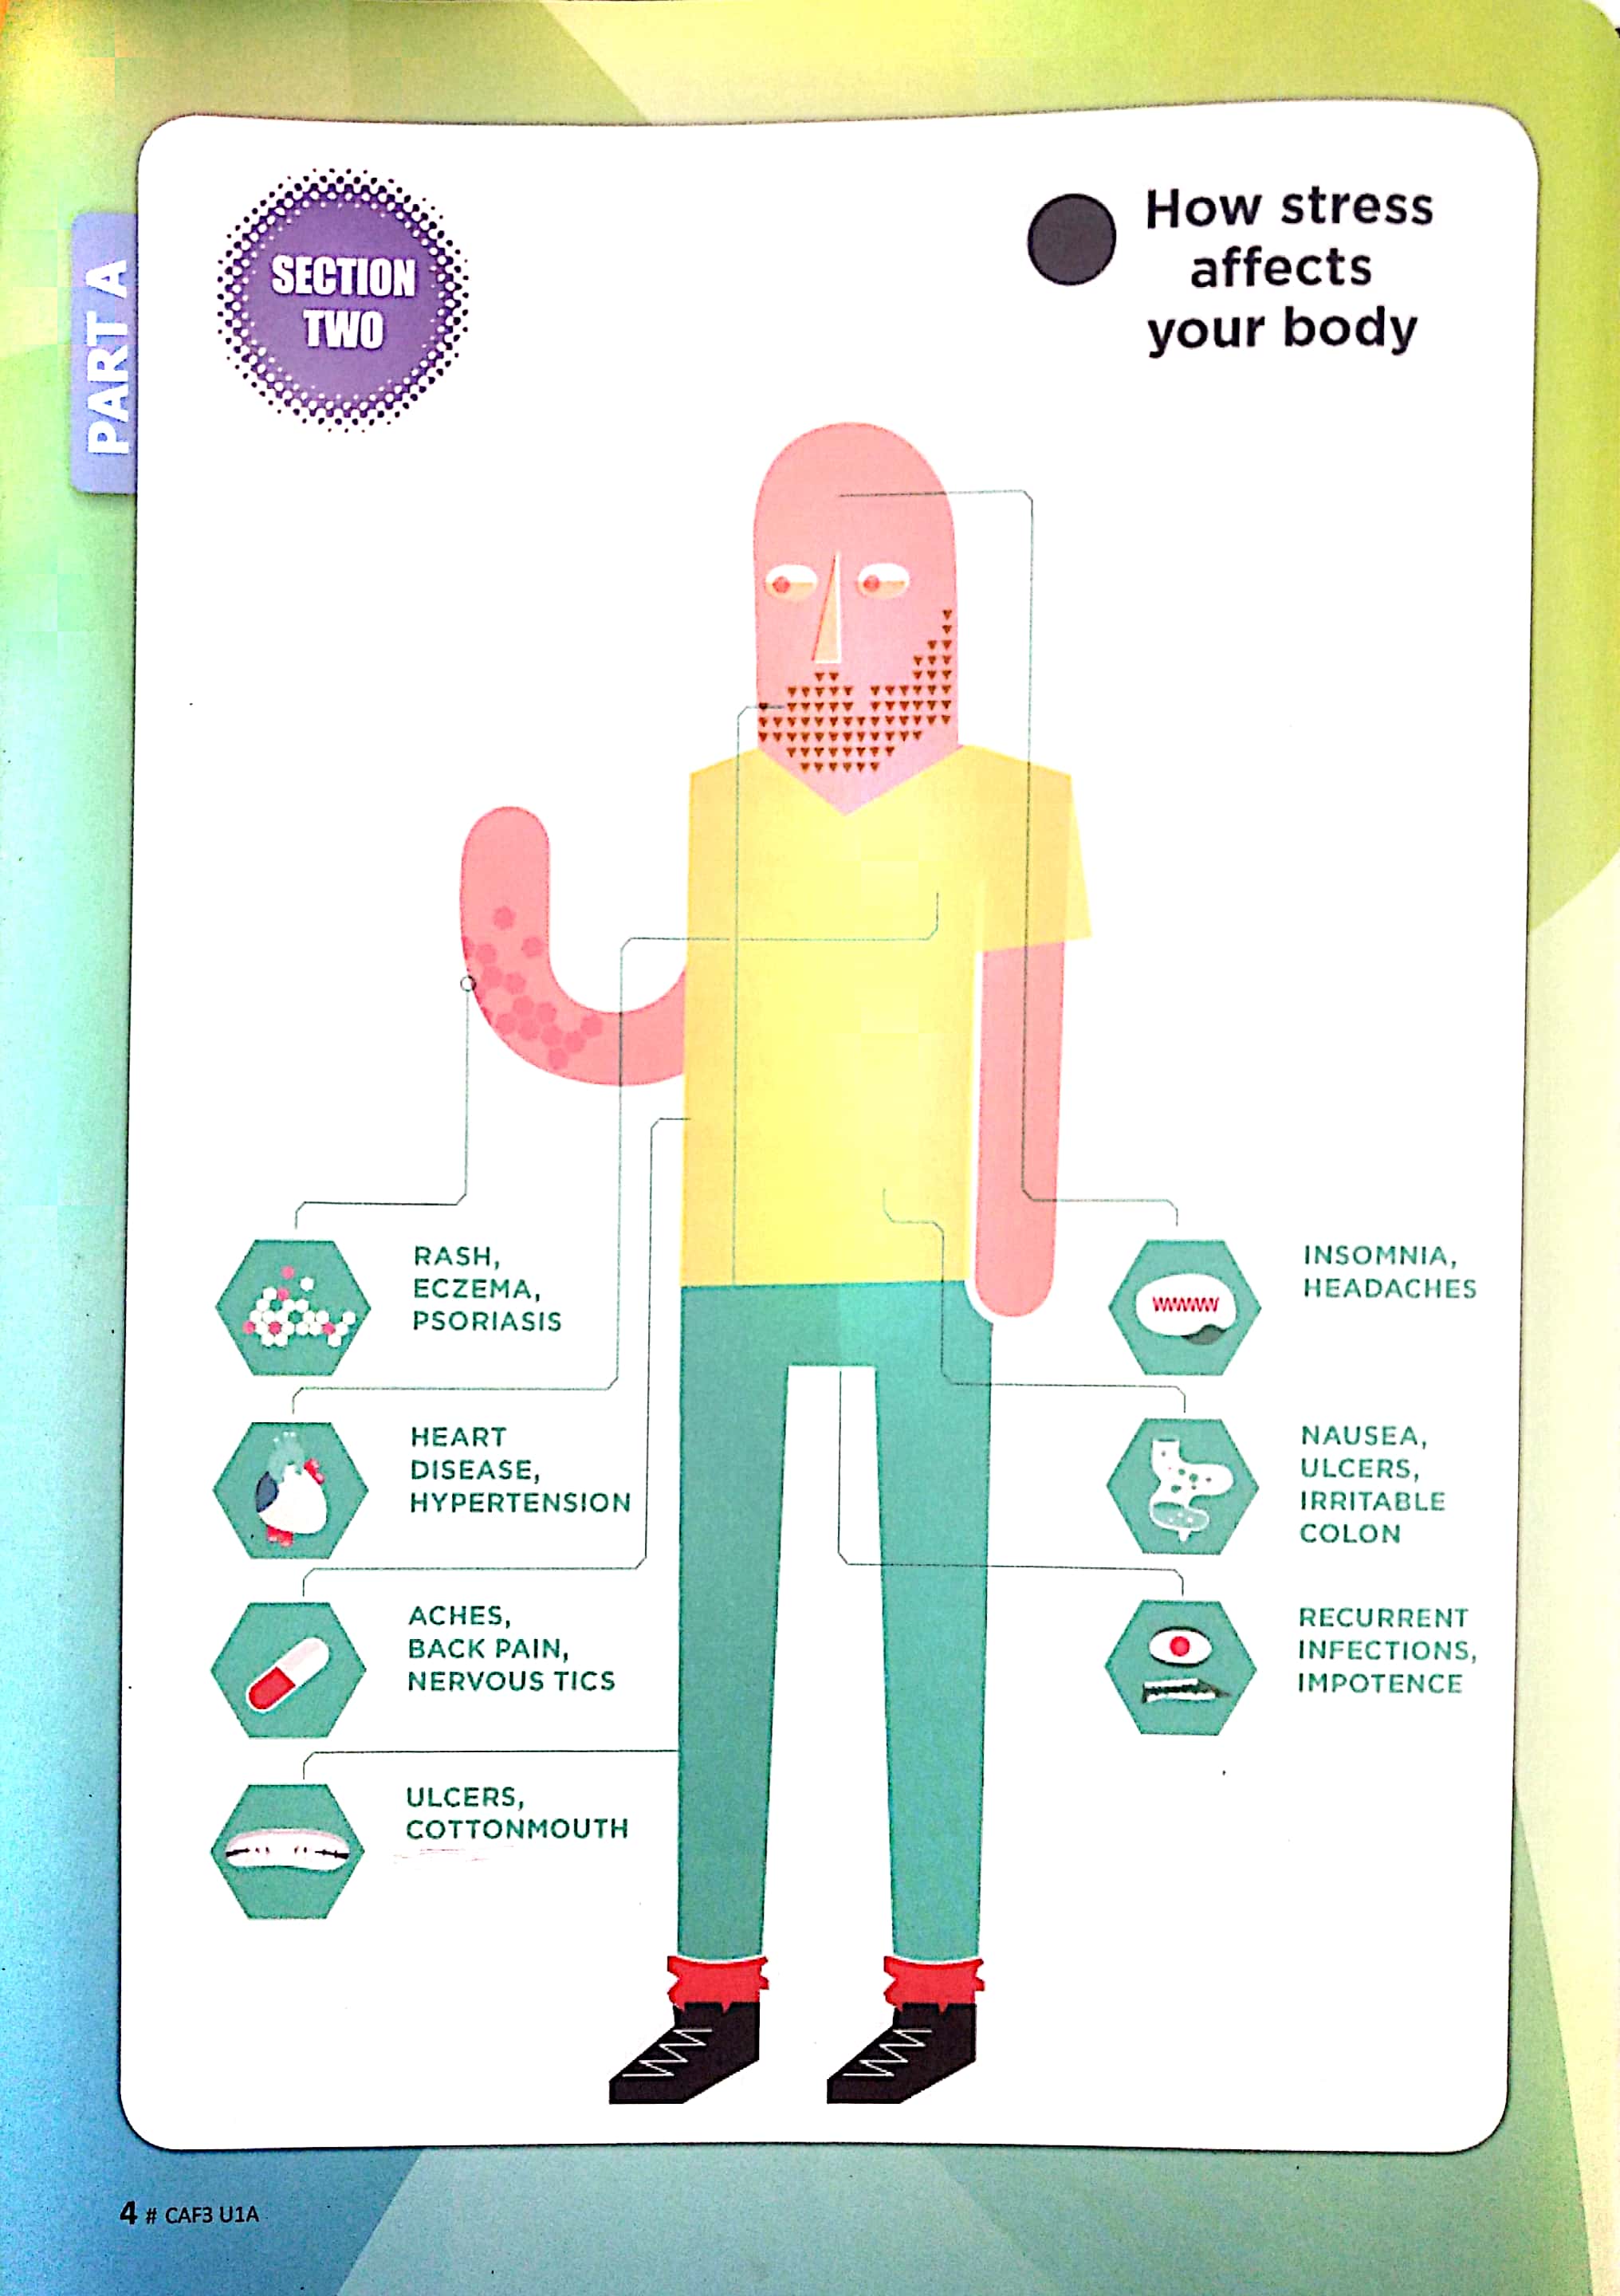 PART A
SECTION
TWO
How stress
affects
your body
RASH,
ECZEMA,
PSORIASIS
HEART
DISEASE,
HYPERTENSION
ACHES,
BACK PAIN,
NERVOUS TICS
ULCERS,
COTTONMOUTH
INSOMNIA,
HEADACHES
NAUSEA,
ULCERS,
IRRITABLE
COLON
RECURRENT
INFECTIONS,
IMPOTENCE
4 # CAF3 U1A